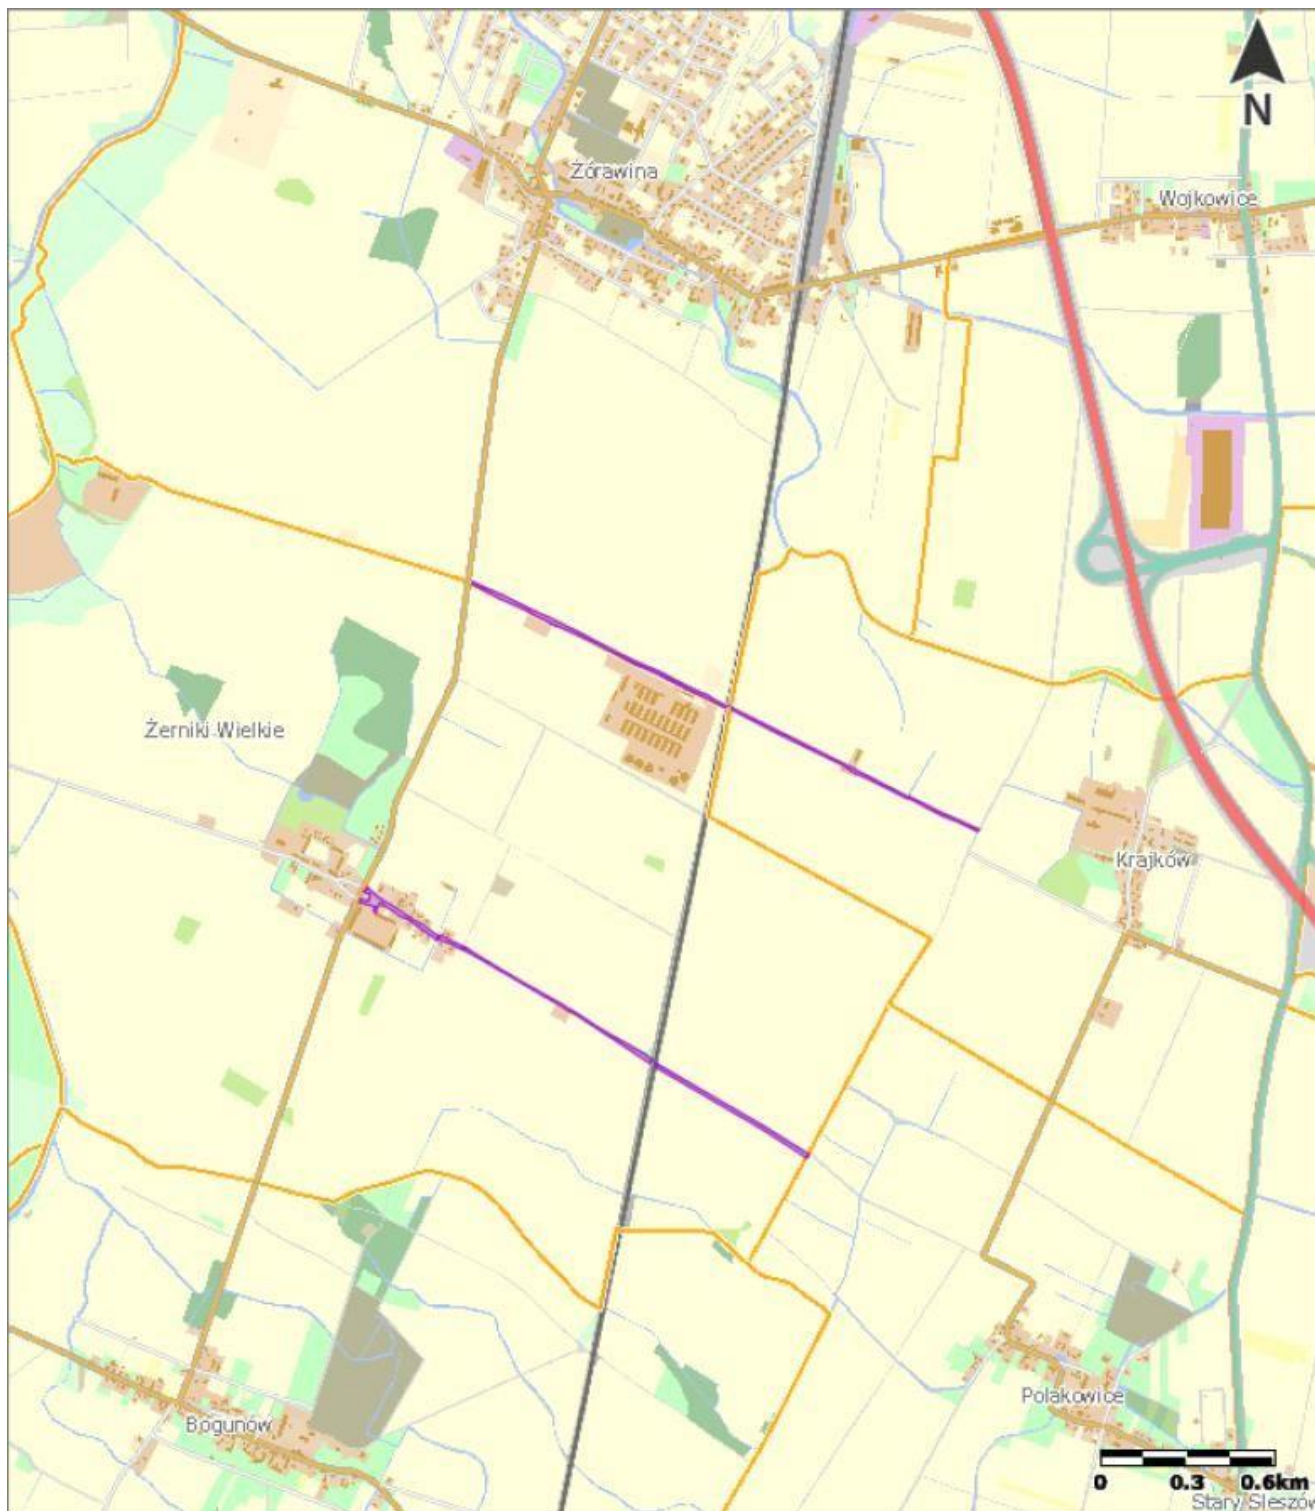 N
Żórawina
Wojkowice
Żerniki Wielkie
Krajków
Polakowice
Bogunów
0 0.3 0.6km
Stary Śleszów